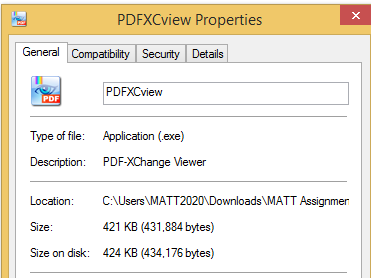 PDFXCview Properties
General Compatibility Security Details
PDF
PDFXCview
Type of file: Application (.exe)
Description: PDF-XChange Viewer
Location: C:\Users\MATT2020\Downloads\MATT Assignmen
Size: 421 KB (431,884 bytes)
Size on disk: 424 KB (434,176 bytes)